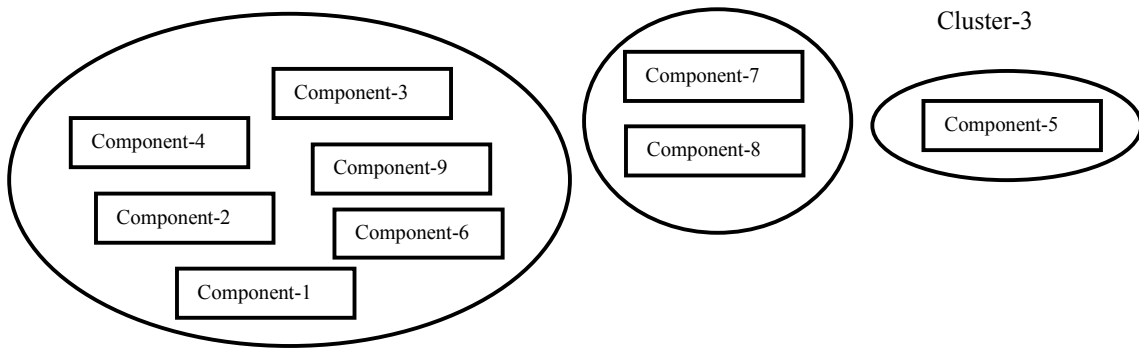 Cluster-3
Component-3
Component-4
Component-9
Component-2
Component-6
Component-1
Component-7
Component-8
Component-5